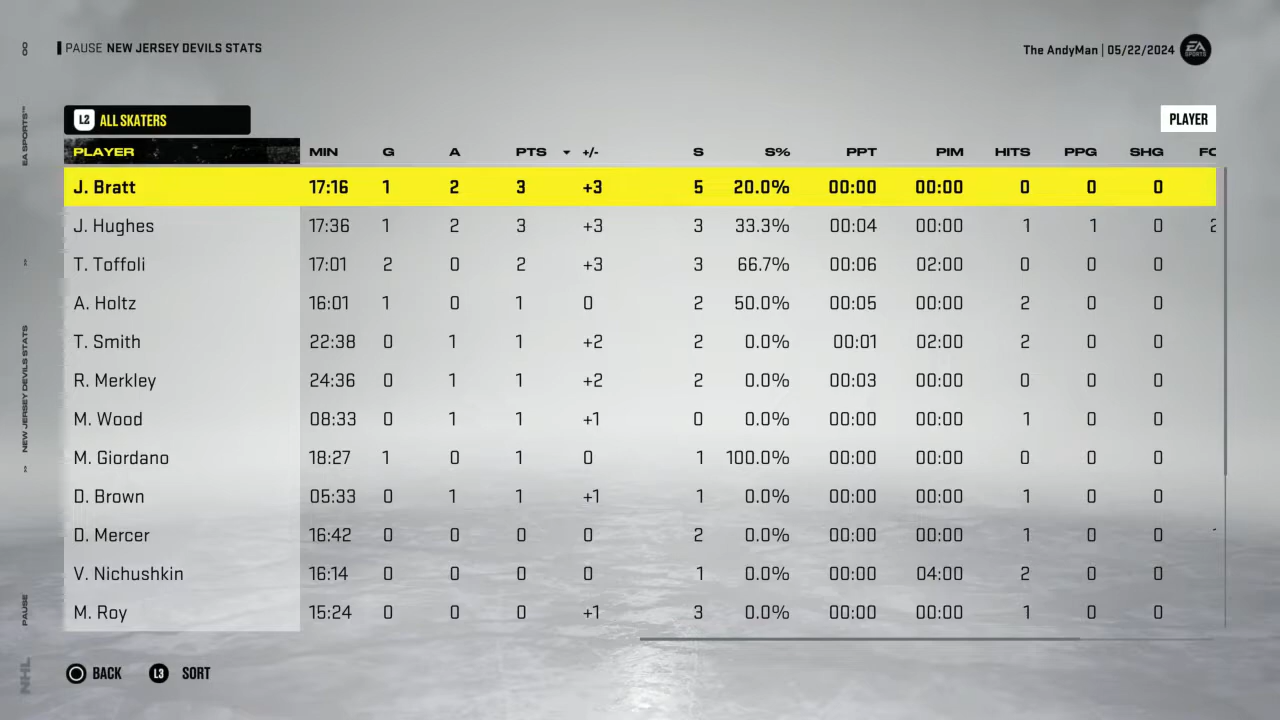 PAUSE NEW JERSEY DEVILS STATS
The AndyMan | 05/22/2024
EA SPORTS
L2 ALL SKATERS
PLAYER
PLAYER MIN G A PTS +/- S S% PPT PIM HITS PPG SHG
J. Bratt 17:16 1 2 3 +3 5 20.0% 00:00 00:00 0 0 0
J. Hughes 17:36 1 2 3 +3 3 33.3% 00:04 00:00 1 1 0
T. Toffoli 17:01 2 0 2 +3 3 66.7% 00:06 02:00 0 0 0
A. Holtz 16:01 1 0 1 0 2 50.0% 00:05 00:00 2 0 0
T. Smith 22:38 0 1 1 +2 2 0.0% 00:01 02:00 2 0 0
R. Merkley 24:36 0 1 1 +2 2 0.0% 00:03 00:00 0 0 0
M. Wood 08:33 0 1 1 +1 0 0.0% 00:00 00:00 1 0 0
M. Giordano 18:27 1 0 1 0 1 100.0% 00:00 00:00 0 0 0
D. Brown 05:33 0 1 1 +1 1 0.0% 00:00 00:00 1 0 0
D. Mercer 16:42 0 0 0 0 2 0.0% 00:00 00:00 1 0 0
V. Nichushkin 16:14 0 0 0 0 1 0.0% 00:00 04:00 2 0 0
M. Roy 15:24 0 0 0 +1 3 0.0% 00:00 00:00 1 0 0
BACK L3 SORT
NHL PAUSE » NEW JERSEY DEVILS STATS » EA SPORTS™